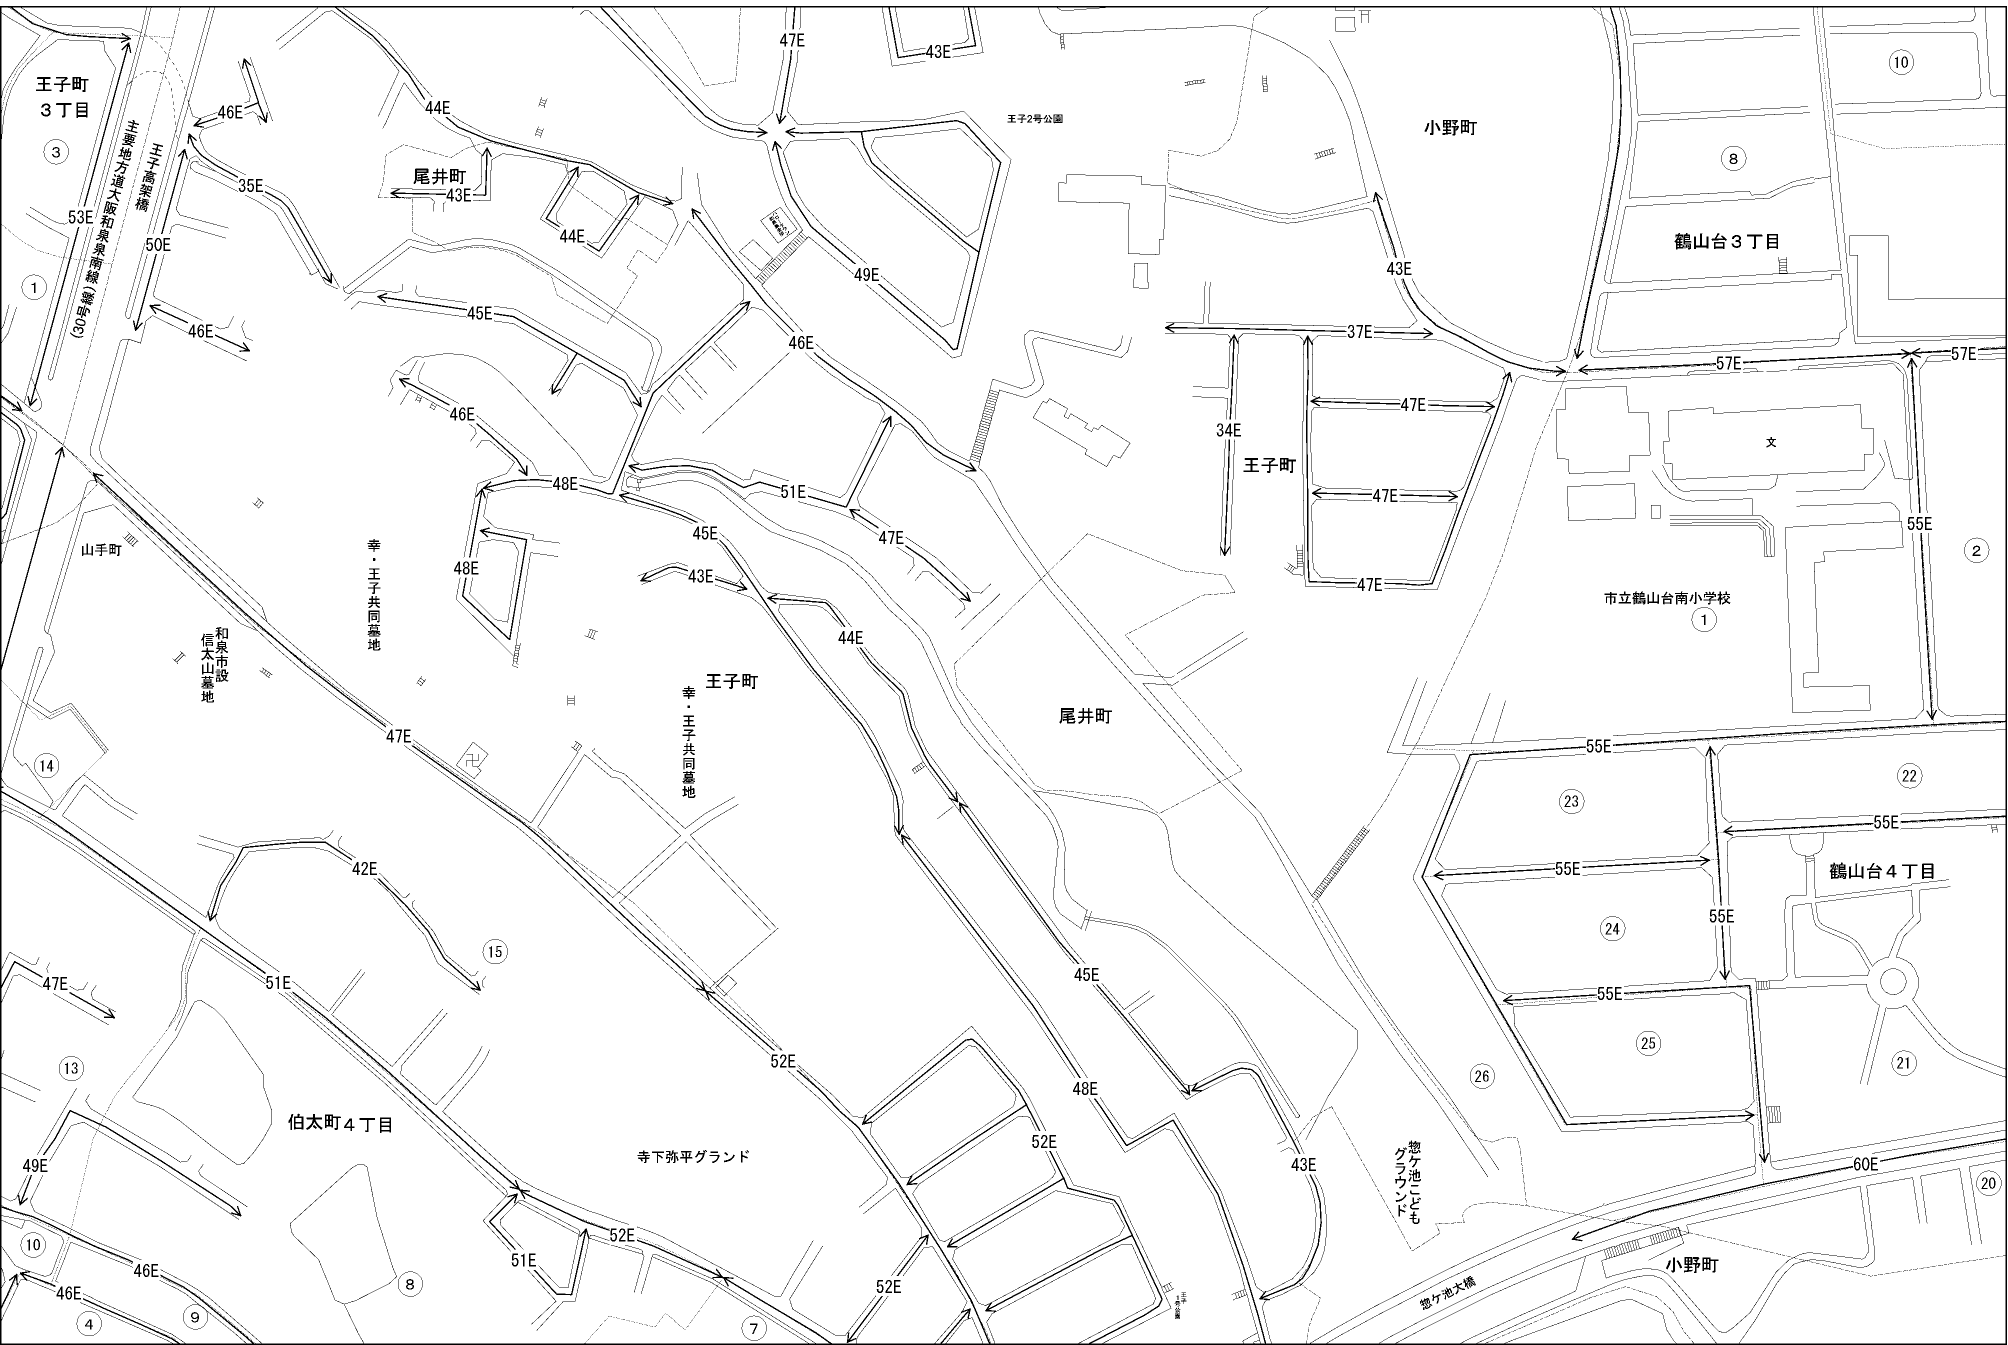 47E
43E
王子町
３丁目
3
46E
44E
王子2号公園
小野町
10
8
主要地方道大阪和泉泉南線
(30号線)
王子高架橋
尾井町
43E
35E
53E
50E
44E
49E
43E
鶴山台３丁目
1
46E
45E
46E
37E
57E
57E
46E
47E
34E
王子町
文
48E
51E
47E
45E
47E
55E
2
山手町
幸・王子共同墓地
48E
43E
47E
市立鶴山台南小学校
1
和泉市設
信太山墓地
44E
王子町
幸・王子共同墓地
尾井町
47E
55E
14
23
22
55E
42E
55E
鶴山台４丁目
55E
24
15
47E
51E
45E
55E
25
13
52E
48E
26
21
伯太町４丁目
52E
寺下弥平グランド
49E
43E
惣ケ池こども
グラウンド
60E
20
52E
51E
10
46E
46E
8
52E
小野町
惣ケ池大橋
王子
1号公園
4
9
7